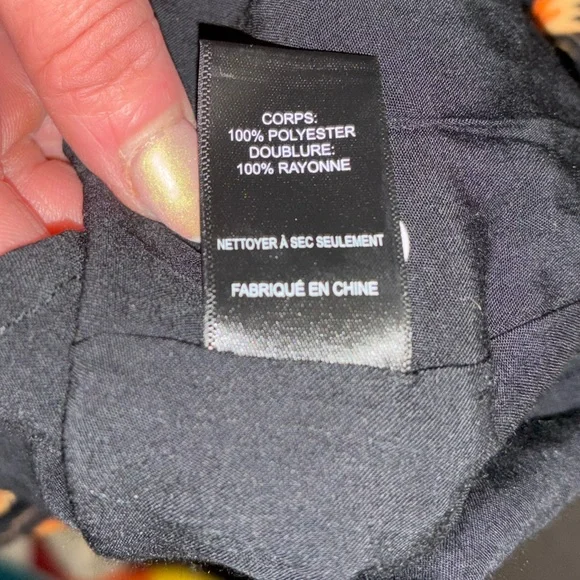 CORPS:
100% POLYESTER
DOUBLURE:
100% RAYONNE
NETTOYER À SEC SEULEMENT
FABRIQUÉ EN CHINE